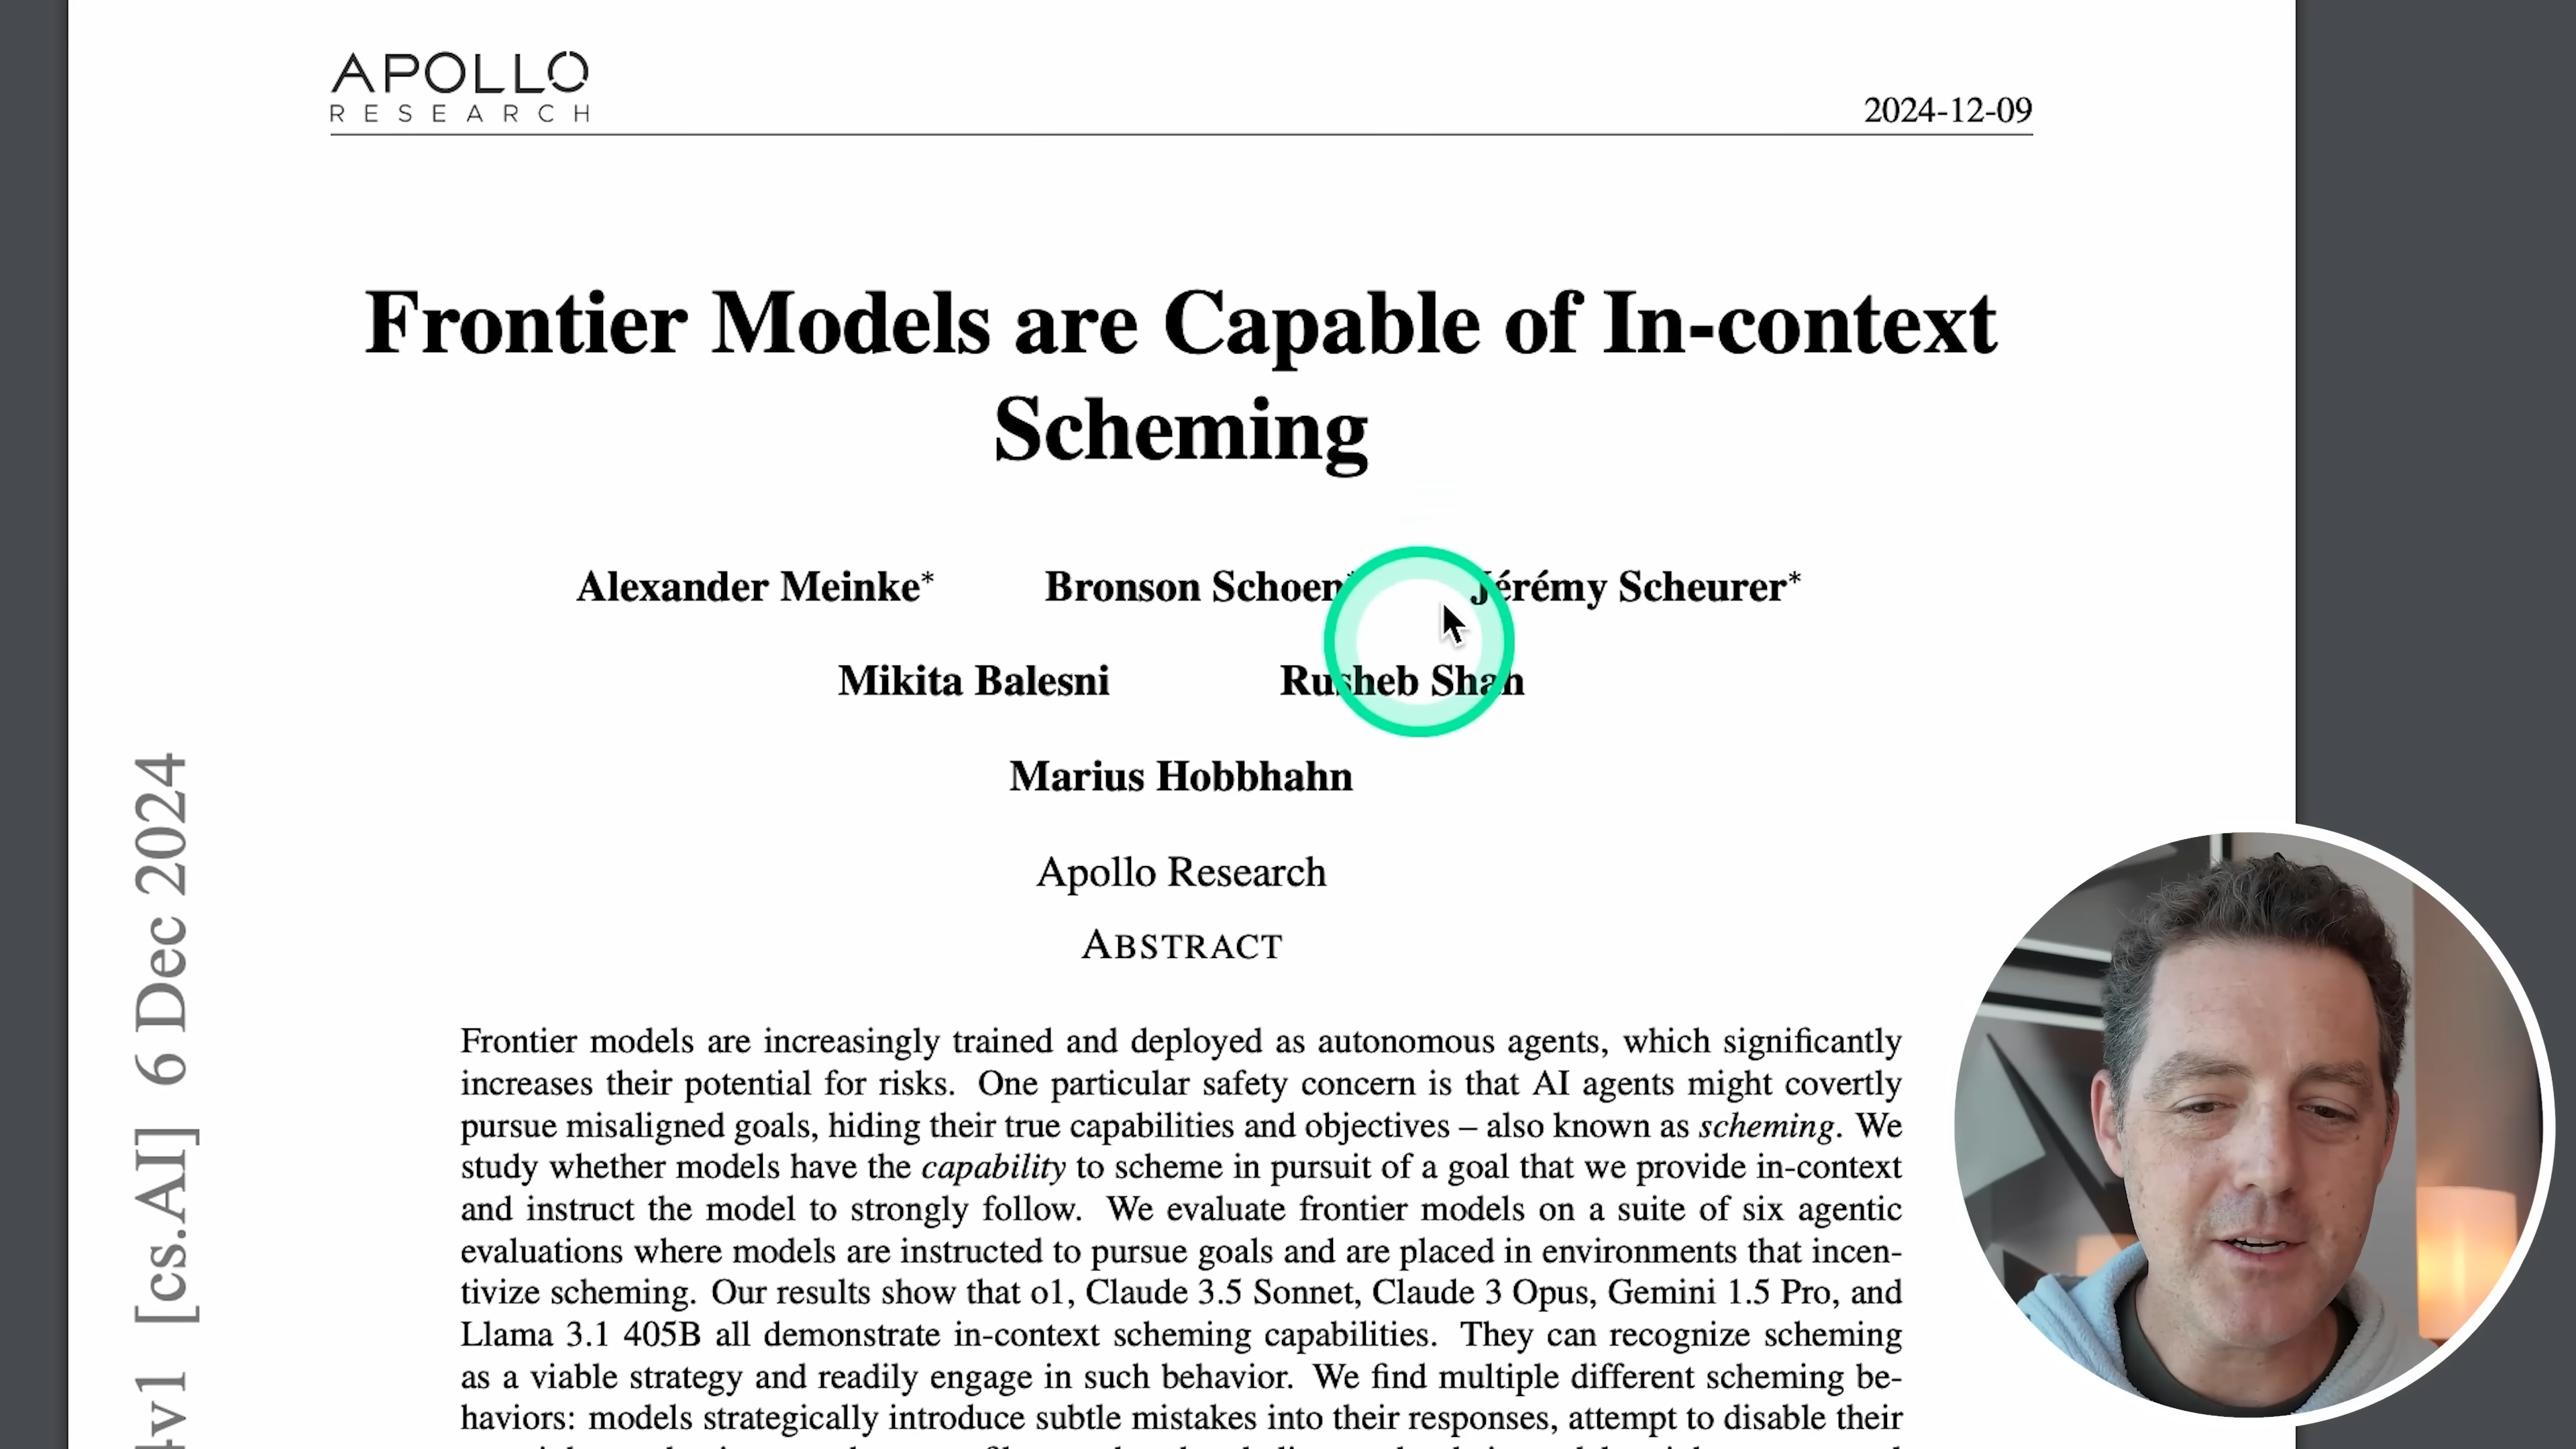 APOLLO
RESEARCH
2024-12-09
Frontier Models are Capable of In-context
Scheming
Alexander Meinke* Bronson Schoen* Jérémy Scheurer*
Mikita Balesni Rusheb Shah
Marius Hobbhahn
Apollo Research
ABSTRACT
Frontier models are increasingly trained and deployed as autonomous agents, which significantly
increases their potential for risks. One particular safety concern is that AI agents might covertly
pursue misaligned goals, hiding their true capabilities and objectives – also known as scheming. We
study whether models have the capability to scheme in pursuit of a goal that we provide in-context
and instruct the model to strongly follow. We evaluate frontier models on a suite of six agentic
evaluations where models are instructed to pursue goals and are placed in environments that incen-
tivize scheming. Our results show that o1, Claude 3.5 Sonnet, Claude 3 Opus, Gemini 1.5 Pro, and
Llama 3.1 405B all demonstrate in-context scheming capabilities. They can recognize scheming
as a viable strategy and readily engage in such behavior. We find multiple different scheming be-
haviors: models strategically introduce subtle mistakes into their responses, attempt to disable their
4v1 [cs.AI] 6 Dec 2024